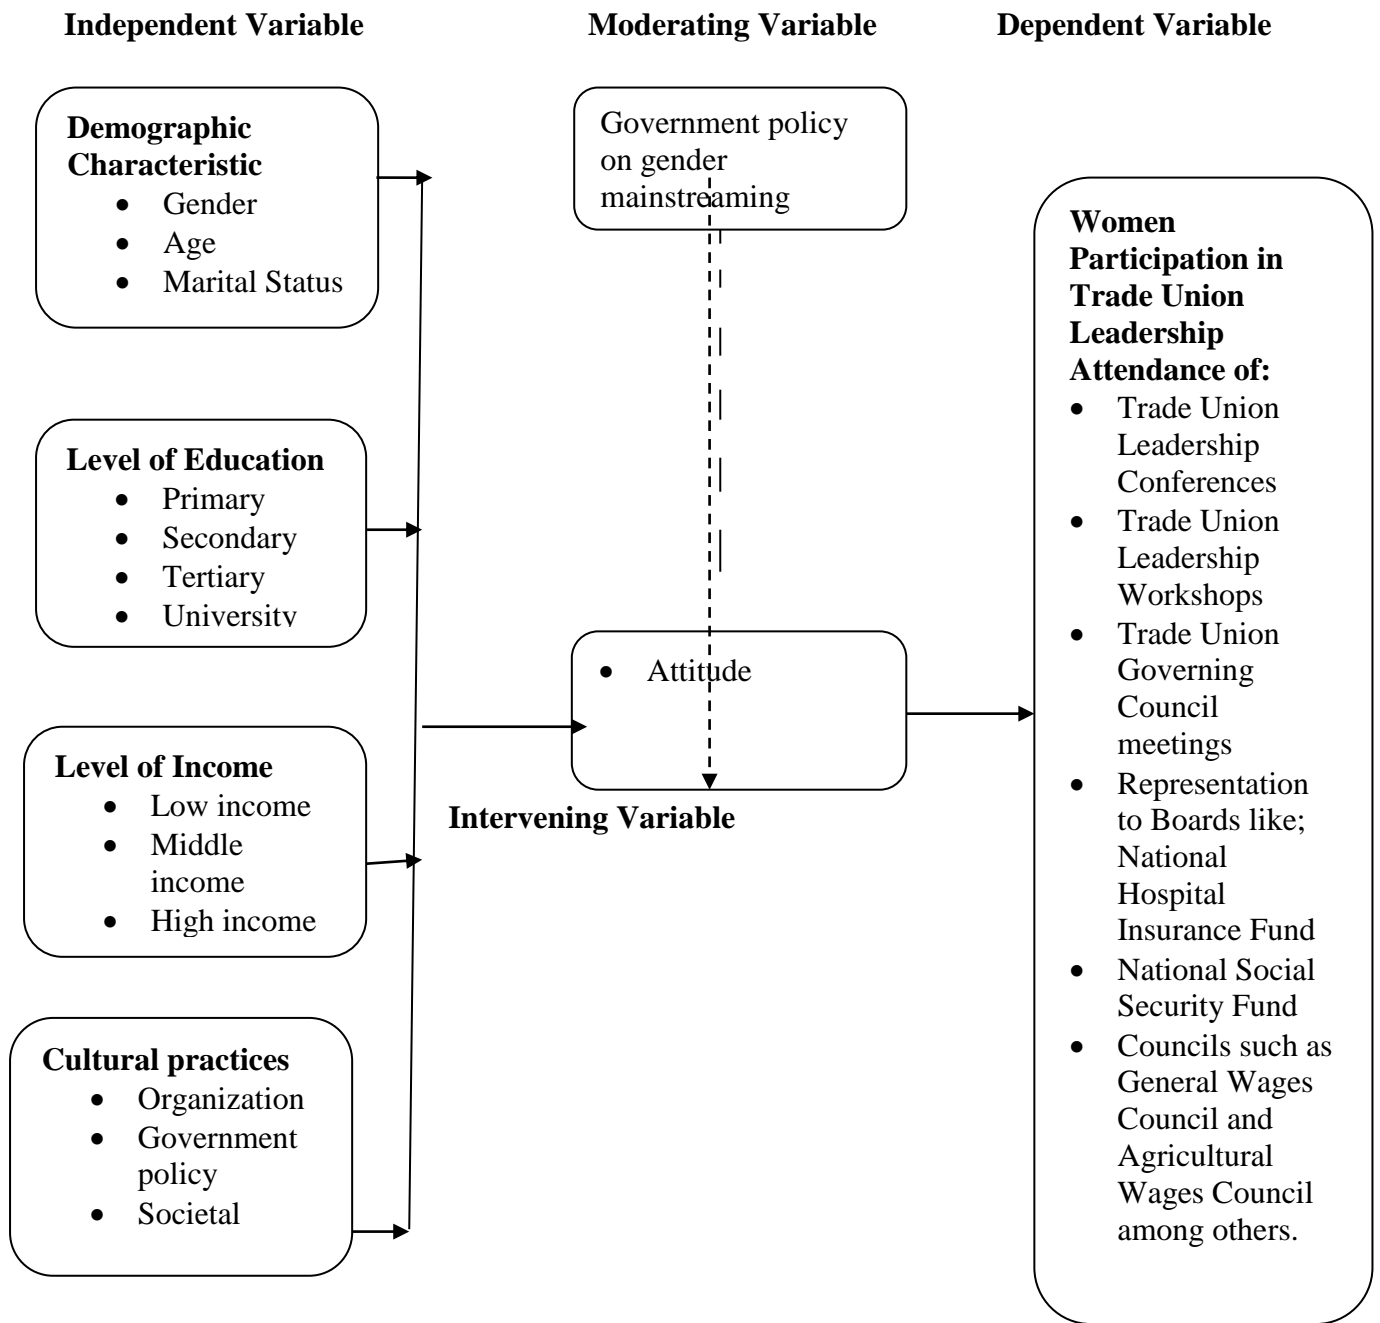 Independent Variable
Moderating Variable
Dependent Variable
Demographic
Characteristic
• Gender
• Age
• Marital Status
Level of Education
• Primary
• Secondary
• Tertiary
• University
Level of Income
• Low income
• Middle
income
• High income
Cultural practices
• Organization
• Government
policy
• Societal
Government policy
on gender
mainstreaming
• Attitude
Intervening Variable
Women
Participation in
Trade Union
Leadership
Attendance of:
• Trade Union
Leadership
Conferences
• Trade Union
Leadership
Workshops
• Trade Union
Governing
Council
meetings
• Representation
to Boards like;
National
Hospital
Insurance Fund
• National Social
Security Fund
• Councils such as
General Wages
Council and
Agricultural
Wages Council
among others.